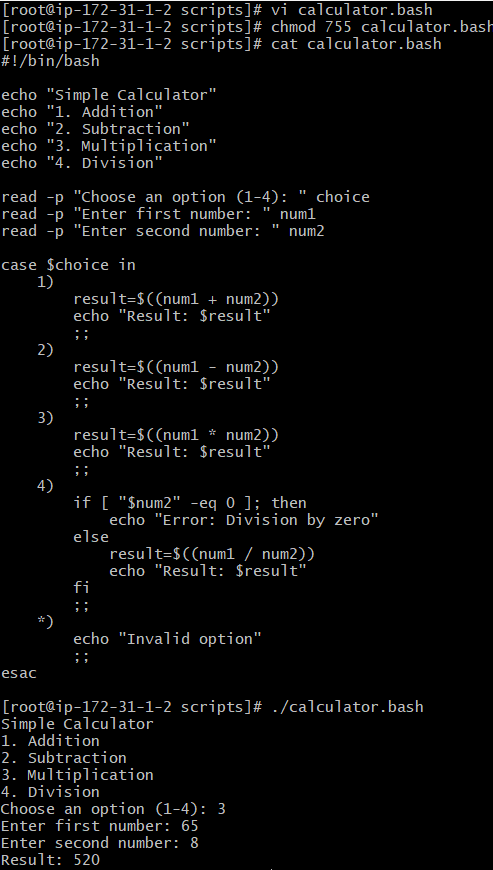 [root@ip-172-31-1-2 scripts]# vi calculator.bash
[root@ip-172-31-1-2 scripts]# chmod 755 calculator.bash
[root@ip-172-31-1-2 scripts]# cat calculator.bash
#!/bin/bash

echo "Simple Calculator"
echo "1. Addition"
echo "2. Subtraction"
echo "3. Multiplication"
echo "4. Division"

read -p "Choose an option (1-4): " choice
read -p "Enter first number: " num1
read -p "Enter second number: " num2

case $choice in
    1)
        result=$((num1 + num2))
        echo "Result: $result"
        ;;
    2)
        result=$((num1 - num2))
        echo "Result: $result"
        ;;
    3)
        result=$((num1 * num2))
        echo "Result: $result"
        ;;
    4)
        if [ "$num2" -eq 0 ]; then
            echo "Error: Division by zero"
        else
            result=$((num1 / num2))
            echo "Result: $result"
        fi
        ;;
    *)
        echo "Invalid option"
        ;;
esac

[root@ip-172-31-1-2 scripts]# ./calculator.bash
Simple Calculator
1. Addition
2. Subtraction
3. Multiplication
4. Division
Choose an option (1-4): 3
Enter first number: 65
Enter second number: 8
Result: 520